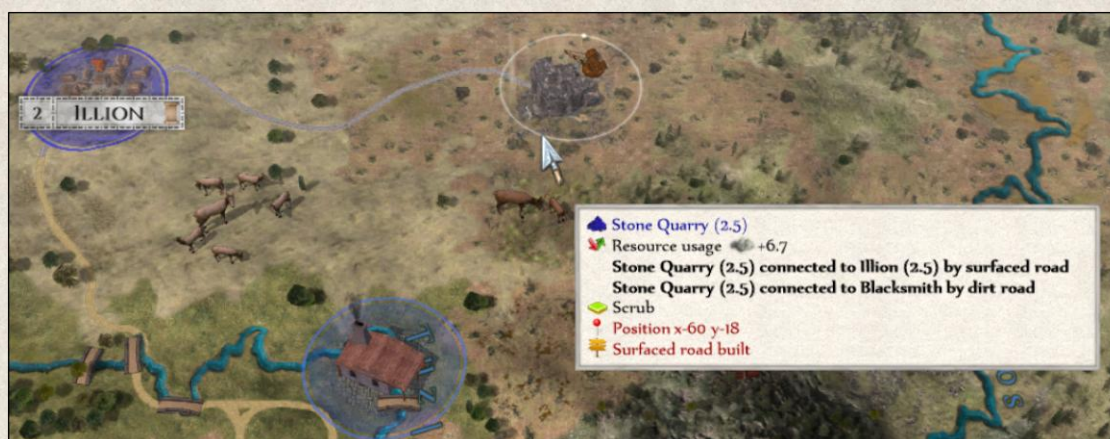 2 ILLION
Stone Quarry (2.5)
Resource usage +6.7
Stone Quarry (2.5) connected to Illion (2.5) by surfaced road
Stone Quarry (2.5) connected to Blacksmith by dirt road
Scrub
Position x-60 y-18
Surfaced road built